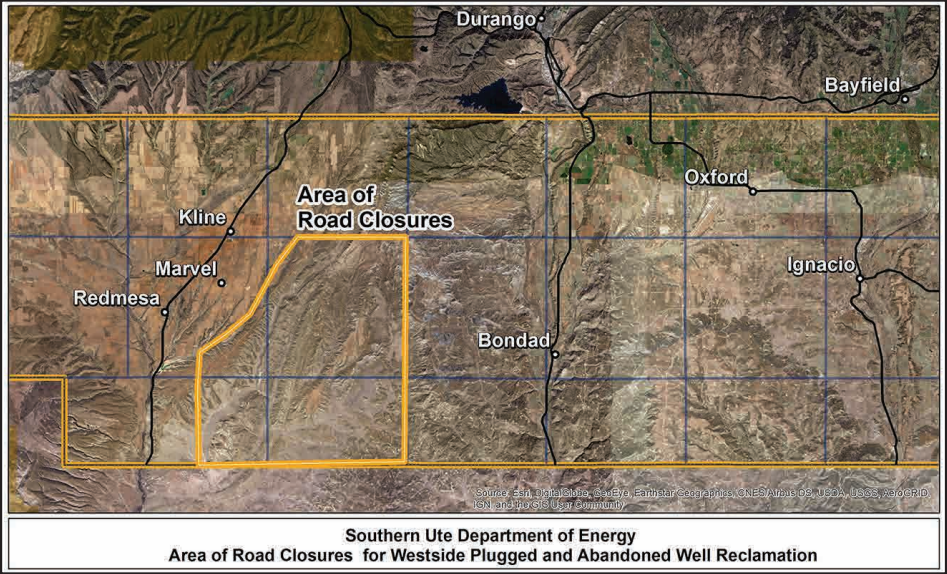 Durango
Bayfield
Oxford
Area of
Road Closures
Kline
Marvel
Ignacio
Redmesa
Bondad
Source: Esri, DigitalGlobe, GeoEye, Earthstar Geographics, CNES/Airbus DS, USDA, USGS, AeroGRID,
IGN, and the GIS User Community
Southern Ute Department of Energy
Area of Road Closures for Westside Plugged and Abandoned Well Reclamation